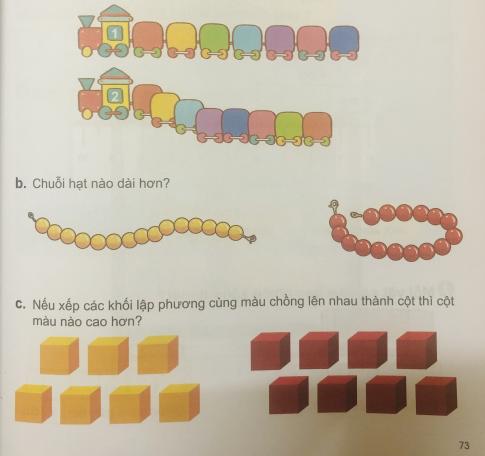 1
2
b. Chuỗi hạt nào dài hơn?
c. Nếu xếp các khối lập phương cùng màu chồng lên nhau thành cột thì cột
màu nào cao hơn?
73